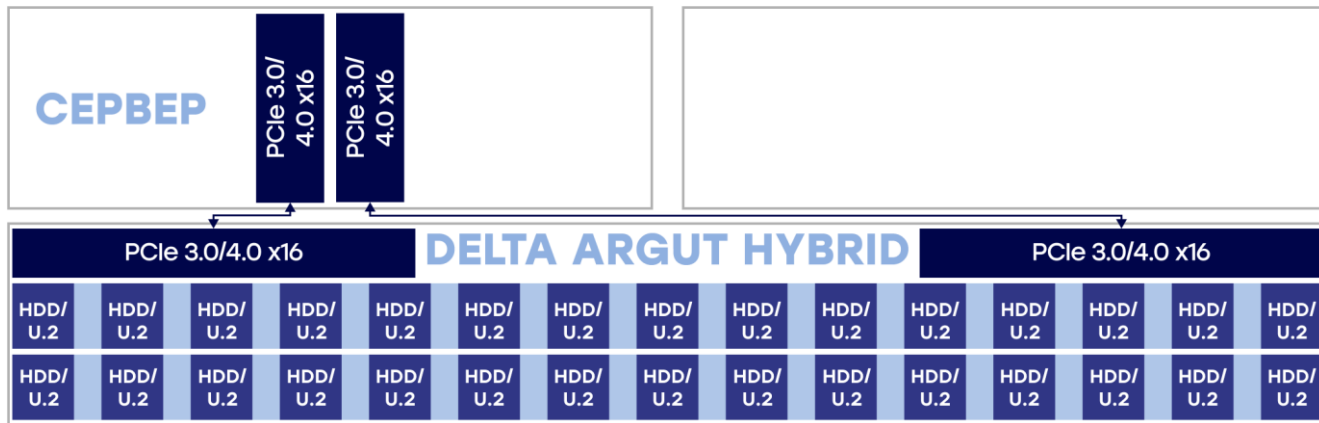 СЕРВЕР
PCIe 3.0/
4.0 x16
PCIe 3.0/
4.0 x16
PCIe 3.0/4.0 x16
DELTA ARGUT HYBRID
PCIe 3.0/4.0 x16
HDD/ HDD/ HDD/ HDD/ HDD/ HDD/ HDD/ HDD/ HDD/ HDD/ HDD/ HDD/ HDD/ HDD/ HDD/
U.2 U.2 U.2 U.2 U.2 U.2 U.2 U.2 U.2 U.2 U.2 U.2 U.2 U.2 U.2
HDD/ HDD/ HDD/ HDD/ HDD/ HDD/ HDD/ HDD/ HDD/ HDD/ HDD/ HDD/ HDD/ HDD/ HDD/
U.2 U.2 U.2 U.2 U.2 U.2 U.2 U.2 U.2 U.2 U.2 U.2 U.2 U.2 U.2